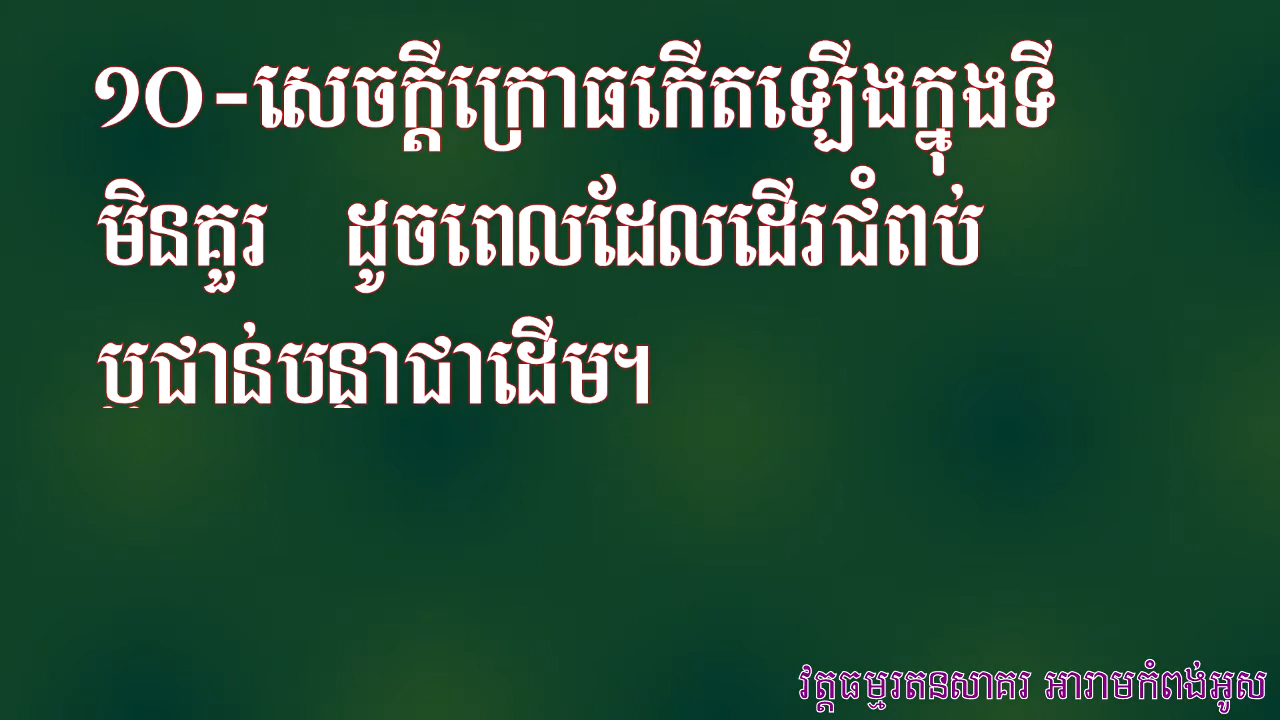 ១០-សេចក្ដីក្រោធកើតឡើងក្នុងទី
មិនគួរ ដូចពេលដែលដើរជំពប់
ឬជាន់បន្លាជាដើម។
វត្តធម្មរតនសាគរ អារាមកំពង់អូស